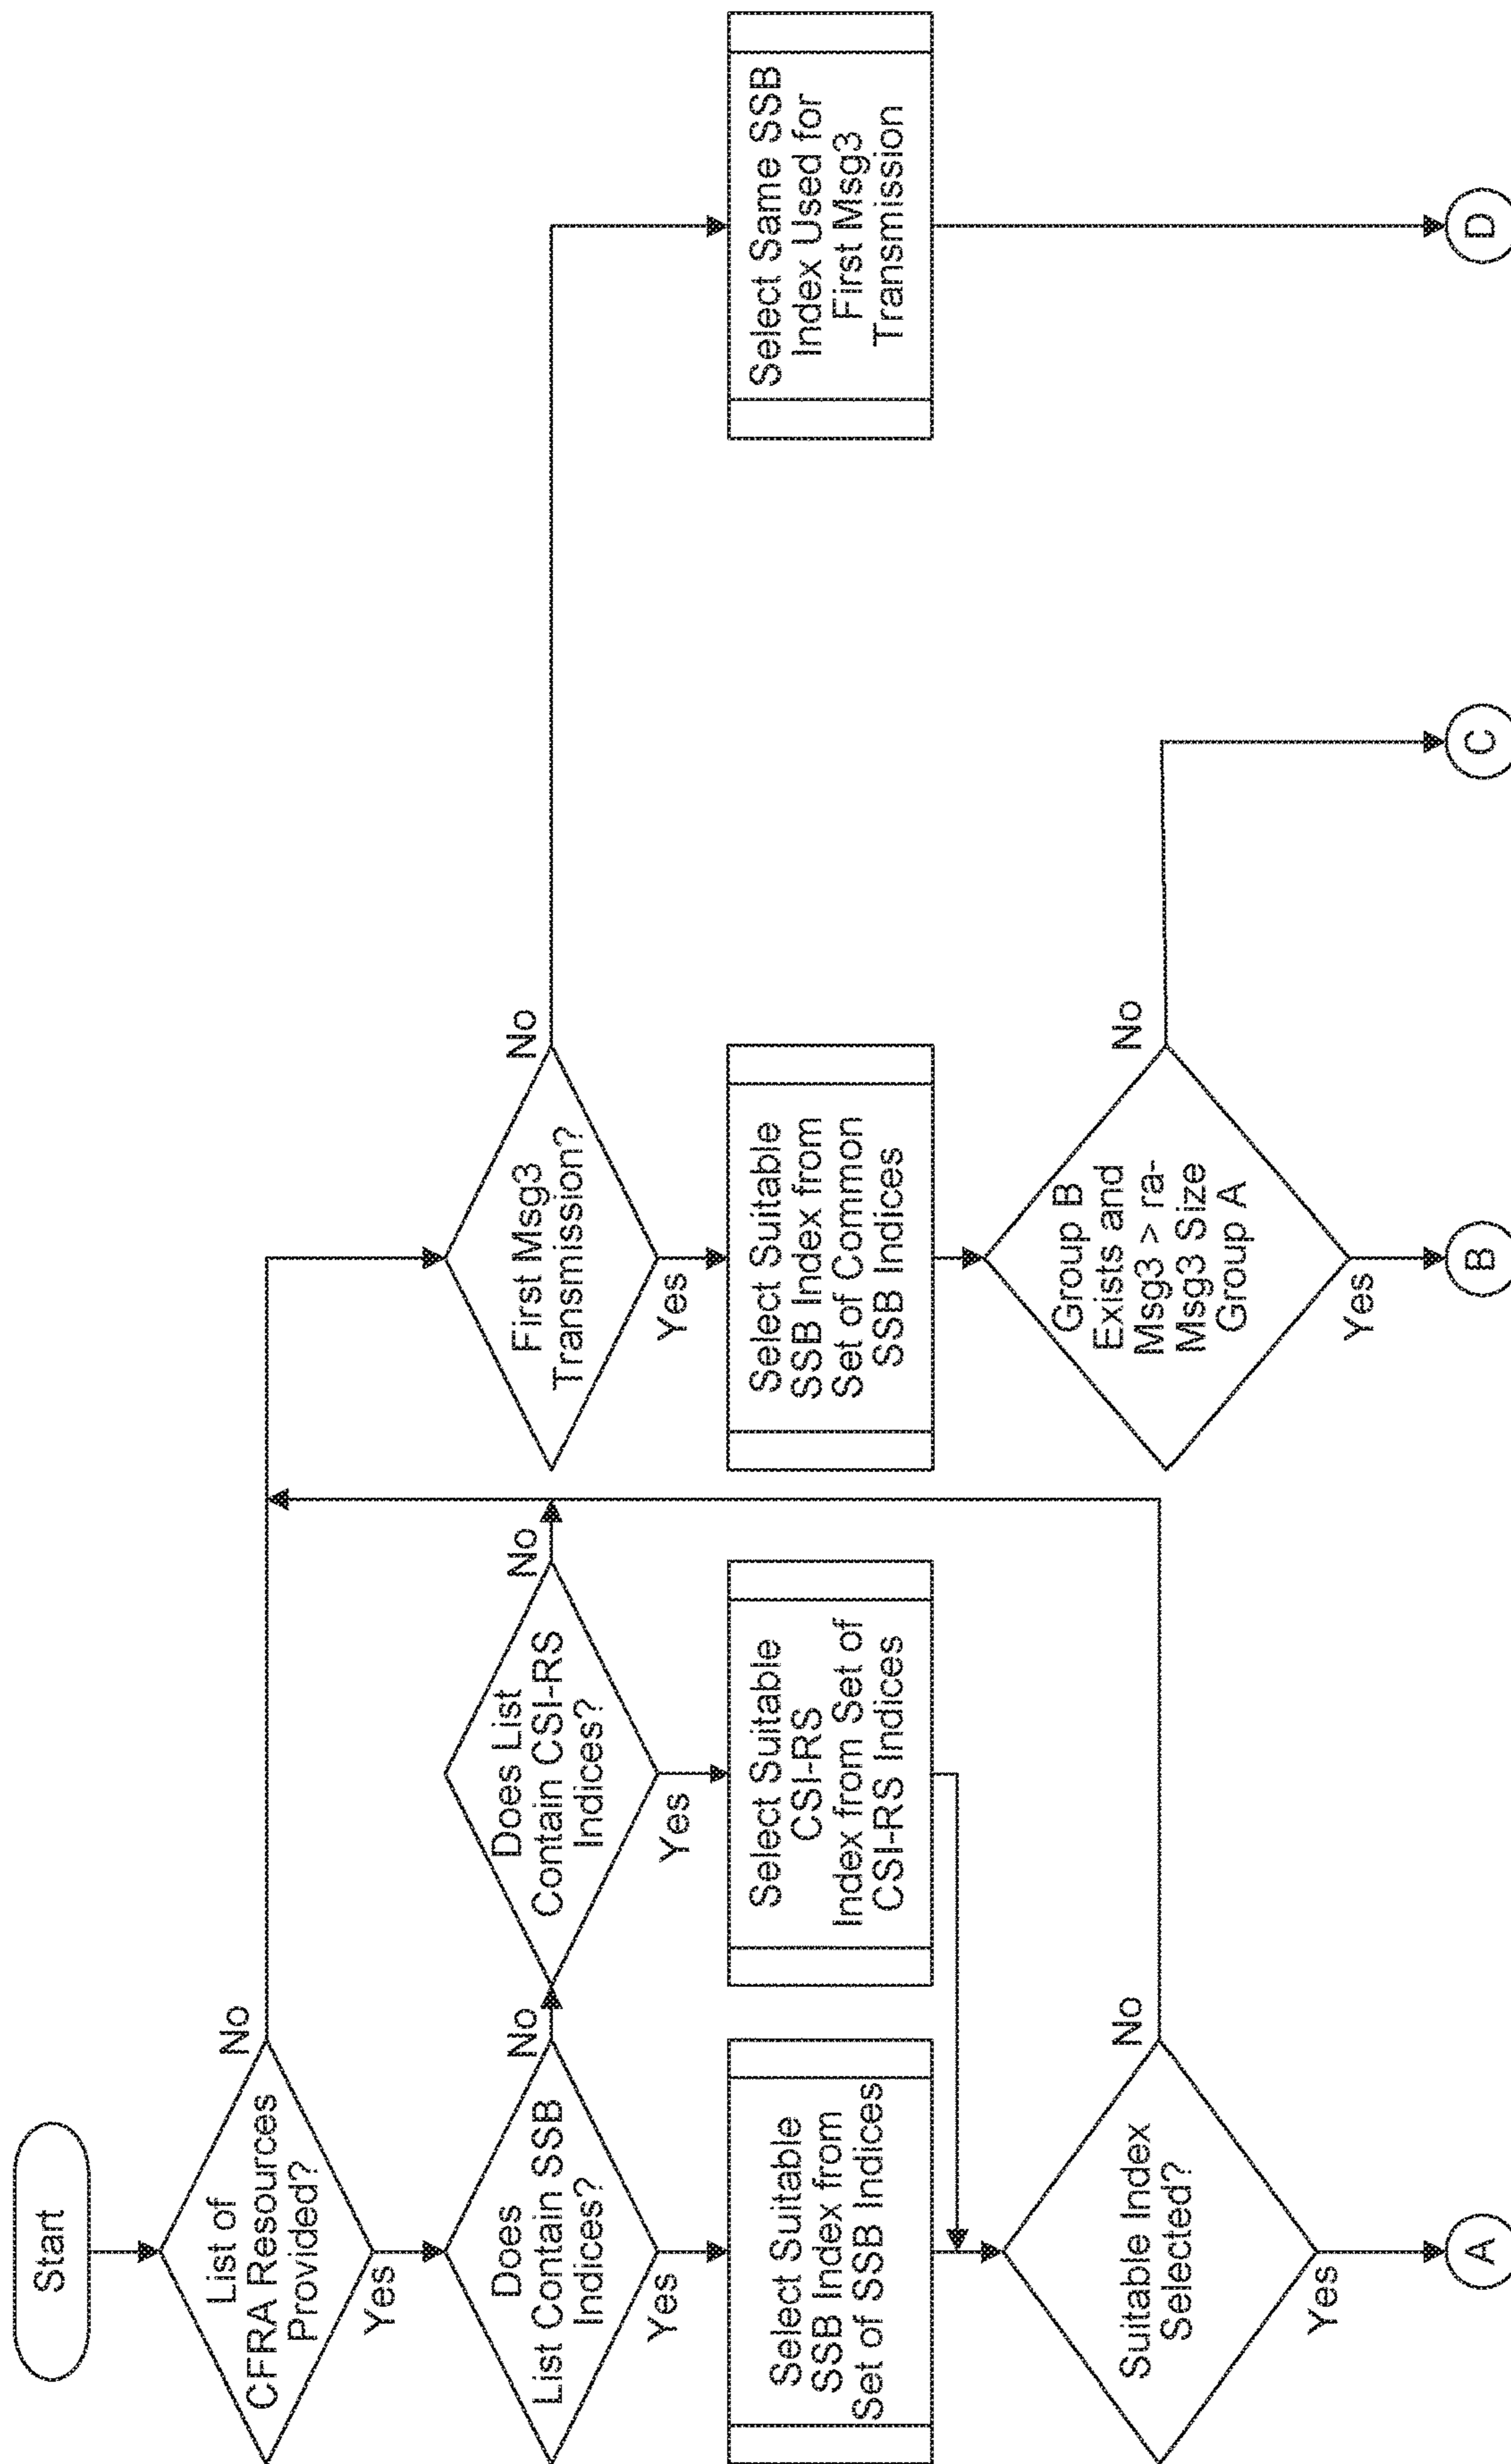 Start
List of
CFRA Resources
Provided?
No
Yes
Does
List Contain SSB
Indices?
No
Yes
Does List
Contain CSI-RS
Indices?
No
Yes
First Msg3
Transmission?
No
Yes
Select Suitable
SSB Index from
Set of SSB Indices
Select Suitable
CSI-RS
Index from Set of
CSI-RS Indices
Select Suitable
SSB Index from
Set of Common
SSB Indices
Select Same SSB
Index Used for
First Msg3
Transmission
Suitable Index
Selected?
No
Yes
Group B
Exists and
Msg3 > ra-
Msg3 Size
Group A
No
Yes
A
B
C
D